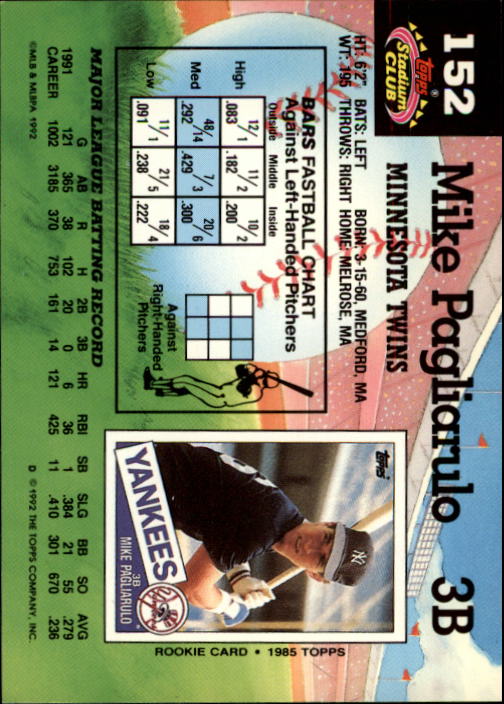 152 Mike Pagliarulo 3B
Topps®
Stadium
CLUB
MINNESOTA TWINS
HT: 6'2" BATS: LEFT BORN: 3-15-60, MEDFORD, MA
WT: 195 THROWS: RIGHT HOME: MELROSE, MA
BARS FASTBALL CHART
Against Left-Handed Pitchers
Outside Middle Inside
High 12/1 11/2 10/2
.083 .182 .200
Med 48/14 7/3 20/6
.292 .429 .300
Low 11/1 21/5 18/4
.091 .238 .222
Against
Right-Handed
Pitchers
Topps
NY
YANKEES
3B
MIKE PAGLIARULO
ROOKIE CARD • 1985 TOPPS
MAJOR LEAGUE BATTING RECORD
G AB R H 2B 3B HR RBI SB SLG BB SO AVG
1991 121 365 38 102 20 0 6 36 1 .384 21 55 .279
CAREER 1002 3185 370 753 161 14 121 425 11 .410 301 670 .236
©MLB & MLBPA 1992
D © 1992 THE TOPPS COMPANY, INC.